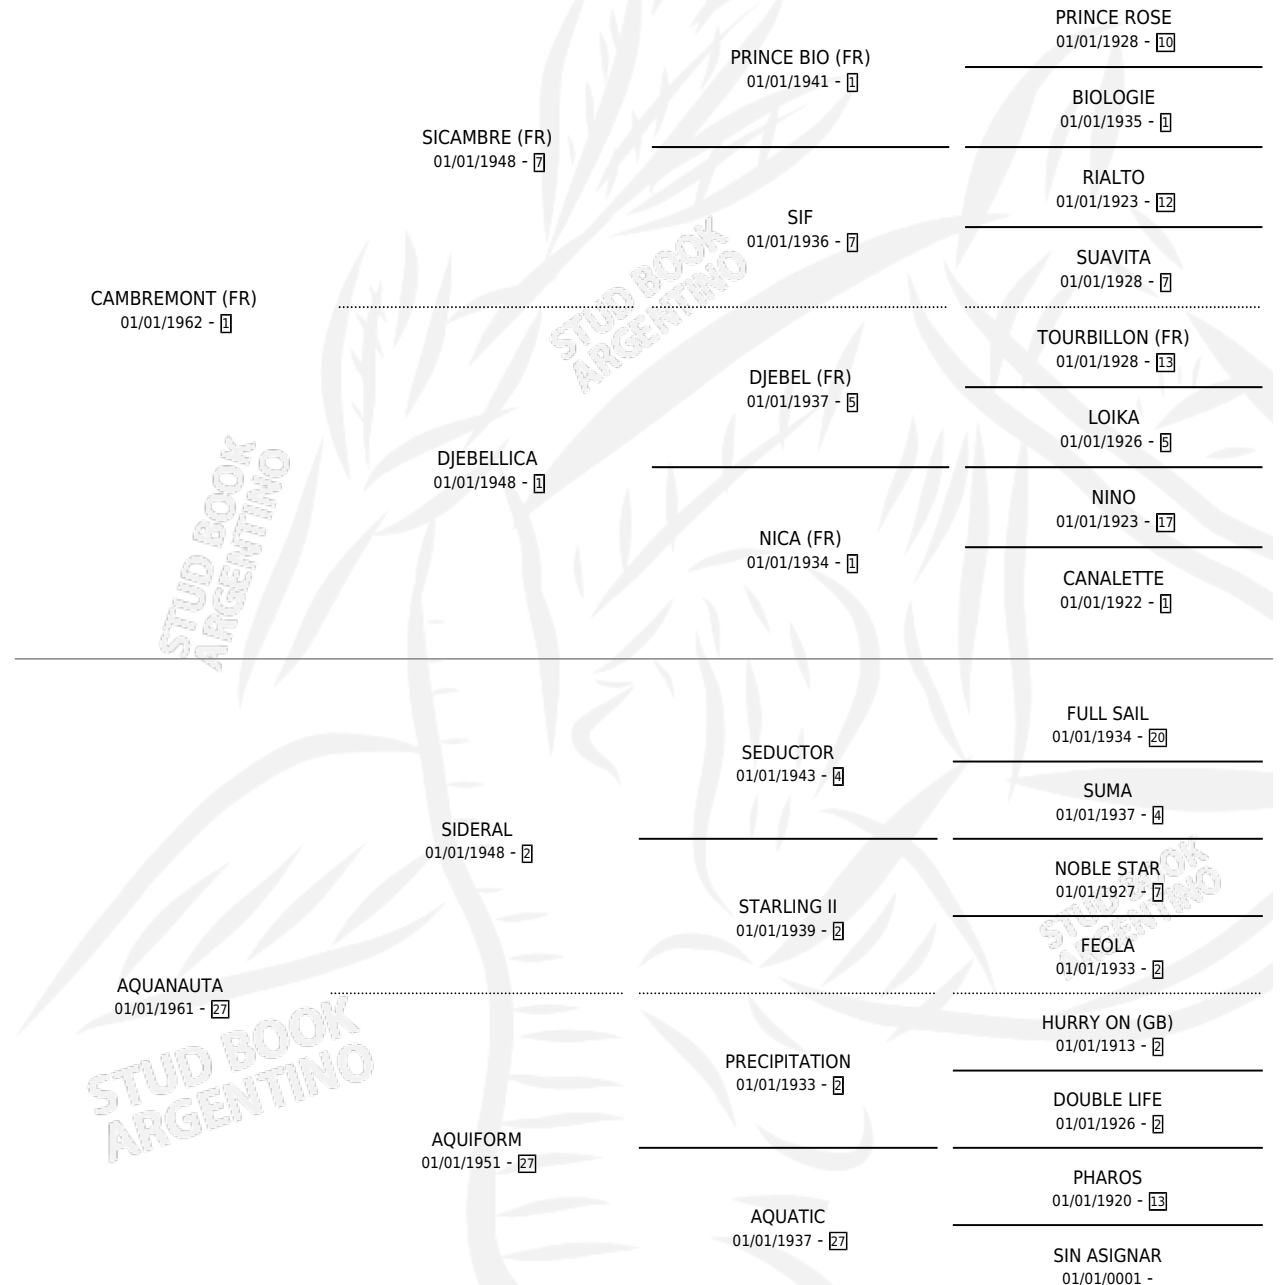 PRINCE ROSE
01/01/1928 - 10
PRINCE BIO (FR)
01/01/1941 - 1
BIOLOGIE
01/01/1935 - 1
SICAMBRE (FR)
01/01/1948 - 7
RIALTO
01/01/1923 - 12
SIF
01/01/1936 - 7
SUAVITA
01/01/1928 - 7
CAMBREMONT (FR)
01/01/1962 - 1
STUD BOOK
ARGENTINO
TOURBILLON (FR)
01/01/1928 - 13
DJEBEL (FR)
01/01/1937 - 5
LOIKA
01/01/1926 - 5
DJEBELLICA
01/01/1948 - 1
NINO
01/01/1923 - 17
NICA (FR)
01/01/1934 - 1
CANALETTE
01/01/1922 - 1
STUD BOOK
ARGENTINO
FULL SAIL
01/01/1934 - 20
SEDUCTOR
01/01/1943 - 4
SUMA
01/01/1937 - 4
SIDERAL
01/01/1948 - 2
NOBLE STAR
01/01/1927 - 7
STARLING II
01/01/1939 - 2
STUD BOOK
ARGENTINO
FEOLA
01/01/1933 - 2
AQUANAUTA
01/01/1961 - 27
STUD BOOK
ARGENTINO
HURRY ON (GB)
01/01/1913 - 2
PRECIPITATION
01/01/1933 - 2
DOUBLE LIFE
01/01/1926 - 2
AQUIFORM
01/01/1951 - 27
PHAROS
01/01/1920 - 13
AQUATIC
01/01/1937 - 27
SIN ASIGNAR
01/01/0001 -